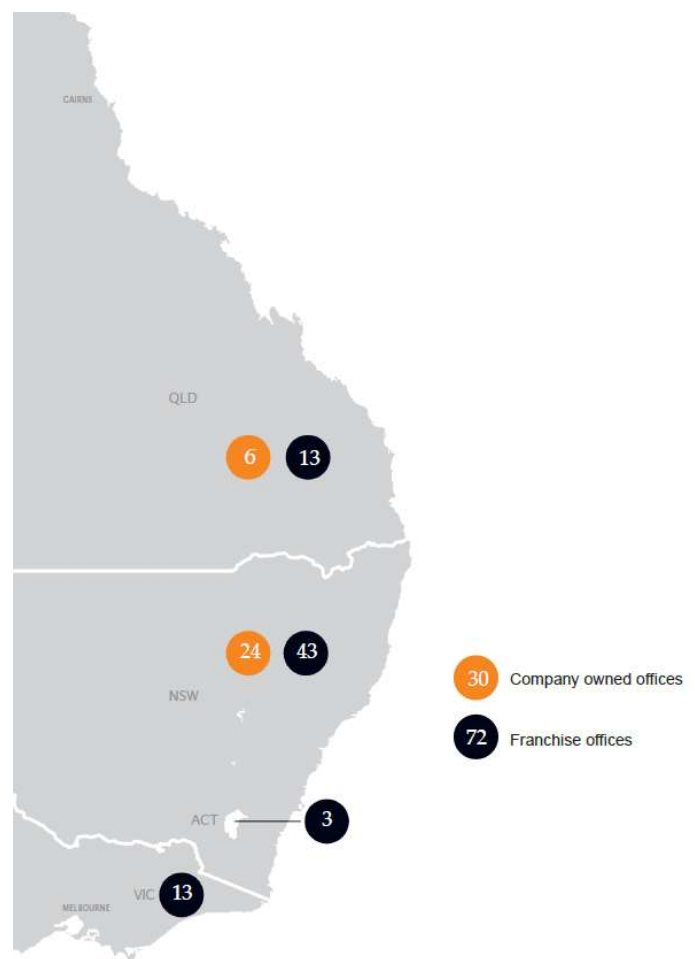 CAIRNS
QLD
6 13
24 43
NSW
30 Company owned offices
72 Franchise offices
ACT 3
VIC 13
MELBOURNE